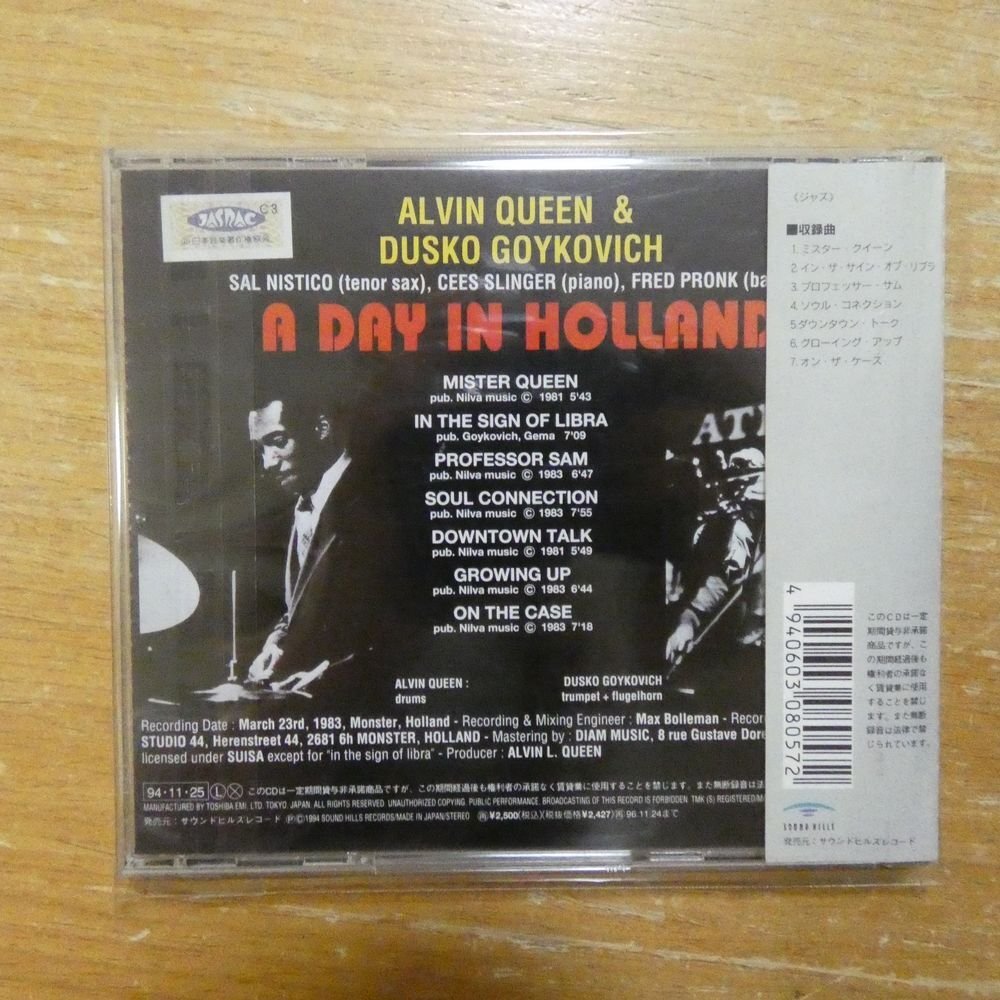 JASRAC
C3
ALVIN QUEEN &
DUSKO GOYKOVICH
SAL NISTICO (tenor sax), CEES SLINGER (piano), FRED PRONK (ba
A DAY IN HOLLAND
MISTER QUEEN
pub. Nilva music © 1981 5'43
IN THE SIGN OF LIBRA
pub. Goykovich, Gema 7'09
PROFESSOR SAM
pub. Nilva music © 1983 6'47
SOUL CONNECTION
pub. Nilva music © 1983 7'55
DOWNTOWN TALK
pub. Nilva music © 1981 5'49
GROWING UP
pub. Nilva music © 1983 6'44
ON THE CASE
pub. Nilva music © 1983 7'18
ALVIN QUEEN :
drums
DUSKO GOYKOVICH
trumpet + flugelhorn
Recording Date : March 23rd, 1983, Monster, Holland - Recording & Mixing Engineer : Max Bolleman - Recor
STUDIO 44, Herenstreet 44, 2681 6h MONSTER, HOLLAND - Mastering by : DIAM MUSIC, 8 rue Gustave Dore
licensed under SUISA except for "in the sign of libra" - Producer : ALVIN L. QUEEN
94・11・25 L X このCDは一定期間貸与非承諾商品ですが、この期間経過後も権利者の承諾なく賃貸業に使用することを禁じます。また無断録音は法
MANUFACTURED BY TOSHIBA EMI, LTD. TOKYO. JAPAN. ALL RIGHTS RESERVED. UNAUTHORIZED COPYING. PUBLIC PERFORMANCE. BROADCASTING OF THIS RECORD IS FORBIDDEN. TMK (S) REGISTERED/M
発売元:サウンドヒルズレコード ℗©1994 SOUND HILLS RECORDS/MADE IN JAPAN/STEREO 再¥2,500(税込)(税抜価格¥2,427)再96.11.24まで
ATL
《ジャズ》
■収録曲
1. ミスター・クイーン
2. イン・ザ・サイン・オブ・リブラ
3. プロフェッサー・サム
4. ソウル・コネクション
5 ダウンタウン・トーク
6. グローイング・アップ
7. オン・ザ・ケース
4 940603 080572
このCDは一定
期間貸与非承諾
商品ですが、こ
の期間経過後も
権利者の承諾な
く賃貸業に使用
することを禁じ
ます。また無断
録音は法律で禁
じられています。
SOUND HILLS
発売元:サウンドヒルズレコード